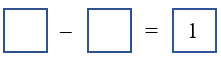 – = 1